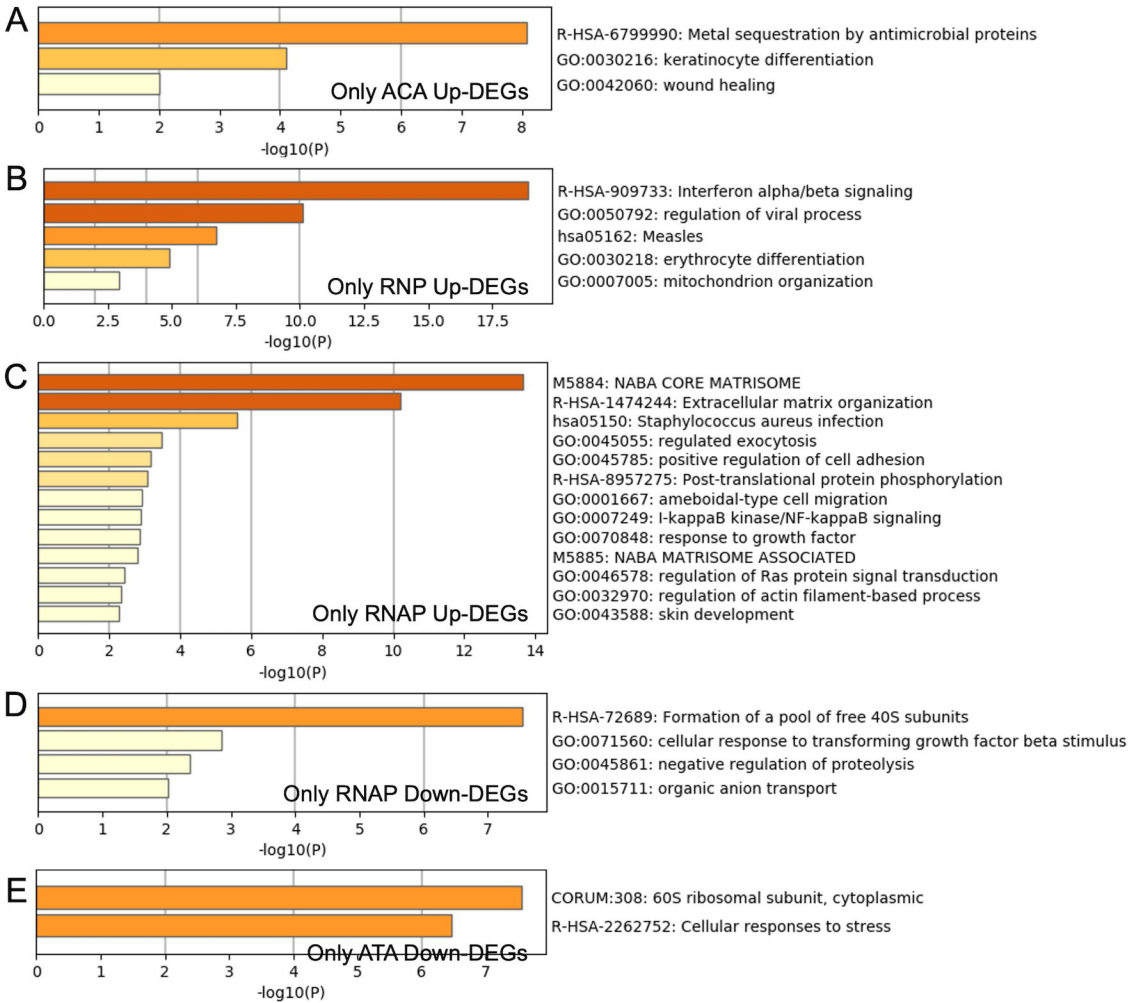 A
R-HSA-6799990: Metal sequestration by antimicrobial proteins
GO:0030216: keratinocyte differentiation
GO:0042060: wound healing
Only ACA Up-DEGs
0 1 2 3 4 5 6 7 8
-log10(P)
B
R-HSA-909733: Interferon alpha/beta signaling
GO:0050792: regulation of viral process
hsa05162: Measles
GO:0030218: erythrocyte differentiation
GO:0007005: mitochondrion organization
Only RNP Up-DEGs
0.0 2.5 5.0 7.5 10.0 12.5 15.0 17.5
-log10(P)
C
M5884: NABA CORE MATRISOME
R-HSA-1474244: Extracellular matrix organization
hsa05150: Staphylococcus aureus infection
GO:0045055: regulated exocytosis
GO:0045785: positive regulation of cell adhesion
R-HSA-8957275: Post-translational protein phosphorylation
GO:0001667: ameboidal-type cell migration
GO:0007249: I-kappaB kinase/NF-kappaB signaling
GO:0070848: response to growth factor
M5885: NABA MATRISOME ASSOCIATED
GO:0046578: regulation of Ras protein signal transduction
GO:0032970: regulation of actin filament-based process
GO:0043588: skin development
Only RNAP Up-DEGs
0 2 4 6 8 10 12 14
-log10(P)
D
R-HSA-72689: Formation of a pool of free 40S subunits
GO:0071560: cellular response to transforming growth factor beta stimulus
GO:0045861: negative regulation of proteolysis
GO:0015711: organic anion transport
Only RNAP Down-DEGs
0 1 2 3 4 5 6 7
-log10(P)
E
CORUM:308: 60S ribosomal subunit, cytoplasmic
R-HSA-2262752: Cellular responses to stress
Only ATA Down-DEGs
0 1 2 3 4 5 6 7
-log10(P)